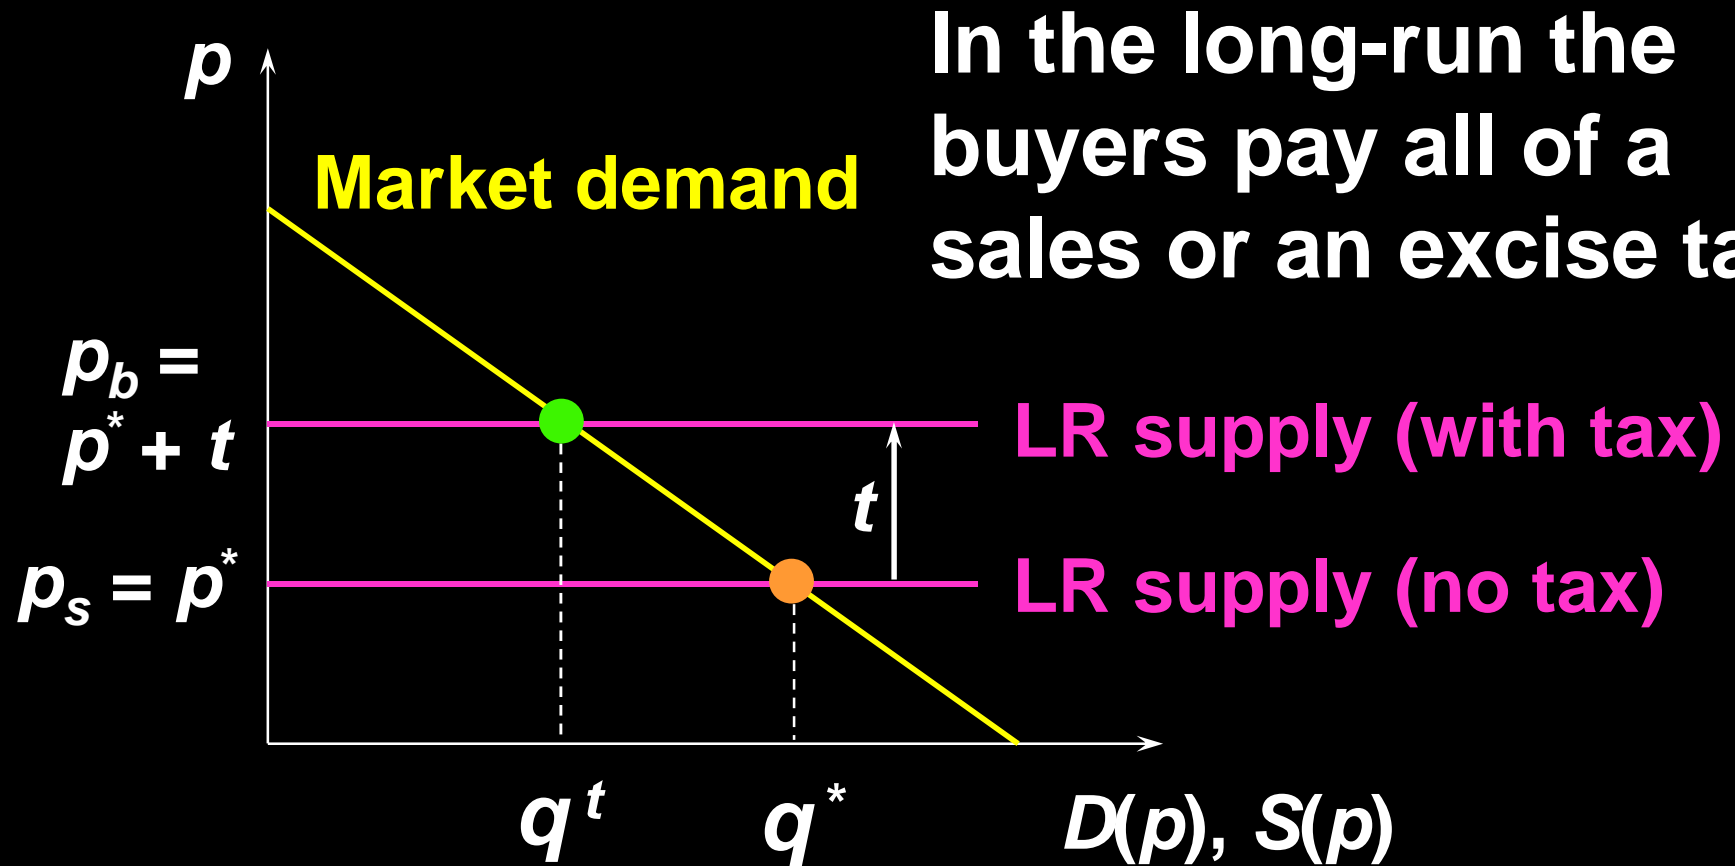 In the long-run the
buyers pay all of a
sales or an excise
p
Market demand
p_b =
p* + t
LR supply (with tax)
t
p_s = p*
LR supply (no tax)
q^t
q*
D(p), S(p)